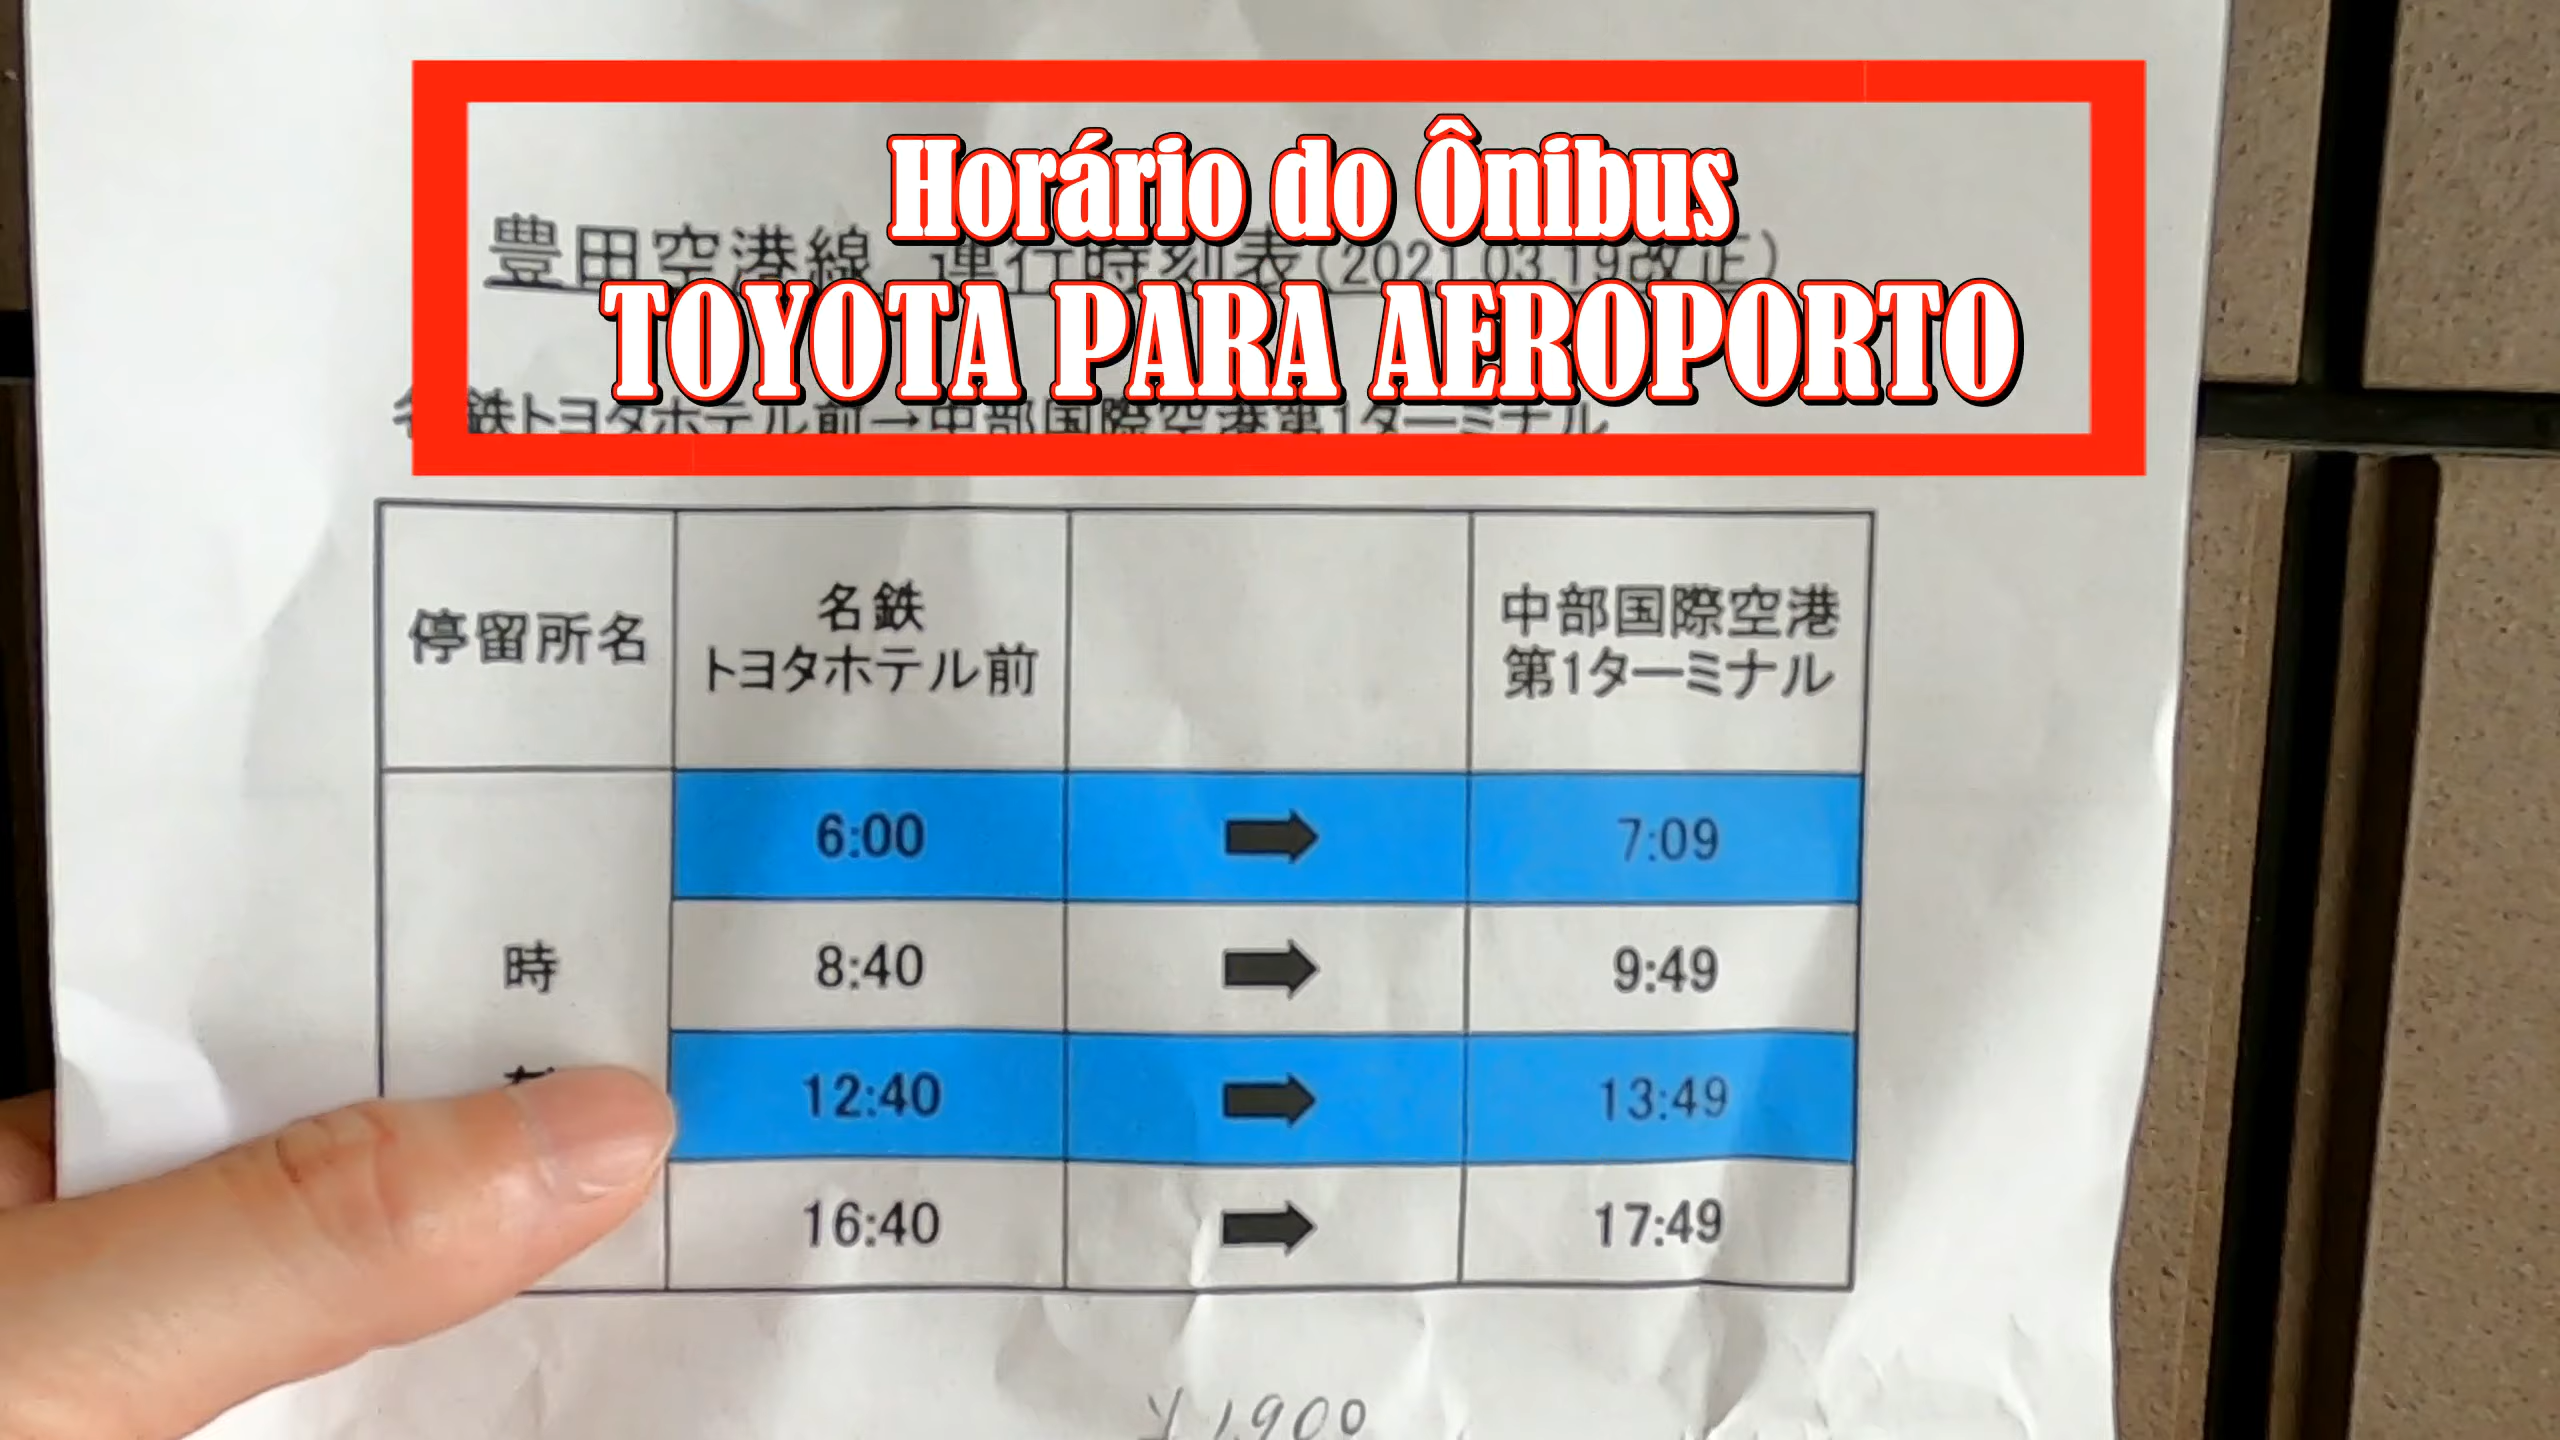 Horário do Ônibus
豊田空港線 運行時刻表(2021.03.19改正)
TOYOTA PARA AEROPORTO
名鉄トヨタホテル前→中部国際空港第1ターミナル
停留所名
名鉄
トヨタホテル前
中部国際空港
第1ターミナル
時
6:00 ➡ 7:09
8:40 ➡ 9:49
12:40 ➡ 13:49
16:40 ➡ 17:49
¥1,900